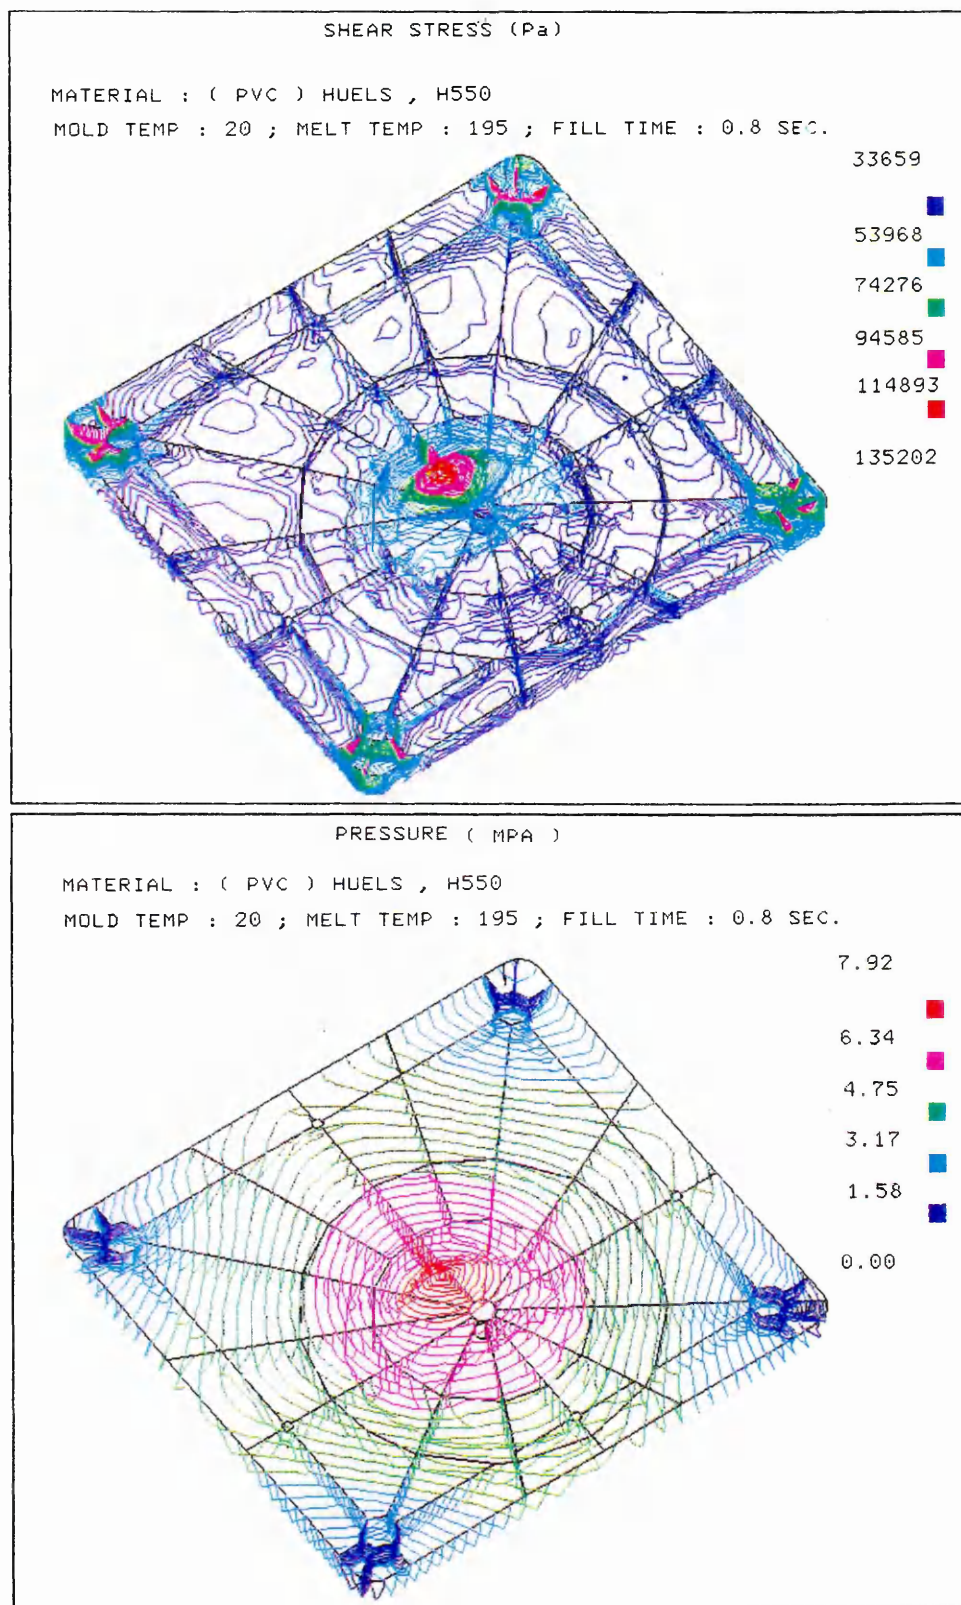 SHEAR STRESS (Pa)
MATERIAL : ( PVC ) HUELS , H550
MOLD TEMP : 20 ; MELT TEMP : 195 ; FILL TIME : 0.8 SEC.
33659
53968
74276
94585
114893
135202
PRESSURE ( MPA )
MATERIAL : ( PVC ) HUELS , H550
MOLD TEMP : 20 ; MELT TEMP : 195 ; FILL TIME : 0.8 SEC.
7.92
6.34
4.75
3.17
1.58
0.00